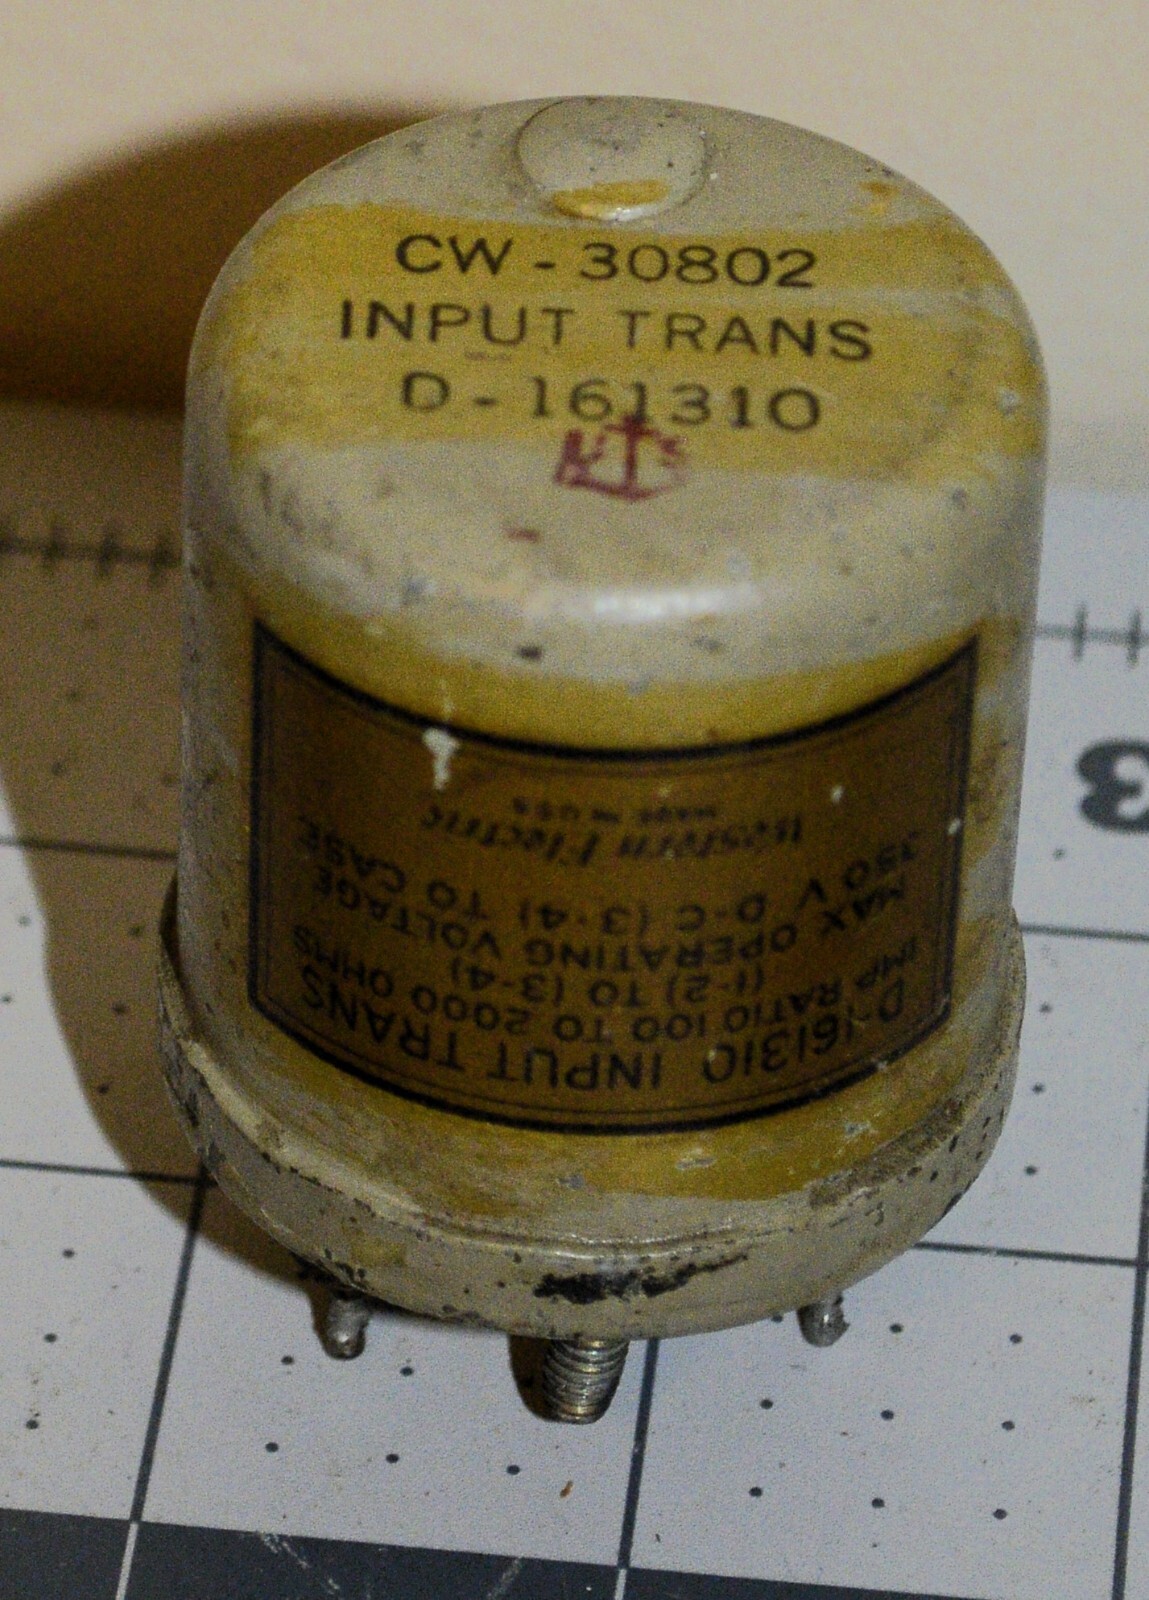 CW - 30802
INPUT TRANS
D - 161310
D-161310 INPUT TRANS
IMP RATIO 100 TO 2000 OHMS
(1-2) TO (3-4)
MAX OPERATING VOLTAGE
350 V D-C (3-4) TO CASE
Western Electric
MADE IN U S A
3